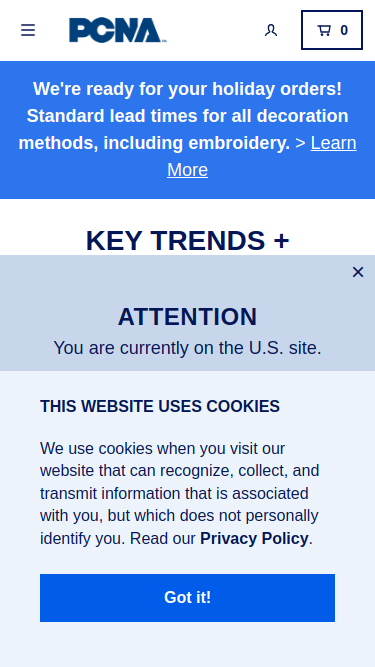 PCNA
0
We're ready for your holiday orders!
Standard lead times for all decoration
methods, including embroidery. > Learn
More
KEY TRENDS +
×
ATTENTION
You are currently on the U.S. site.
THIS WEBSITE USES COOKIES
We use cookies when you visit our
website that can recognize, collect, and
transmit information that is associated
with you, but which does not personally
identify you. Read our Privacy Policy.
Got it!